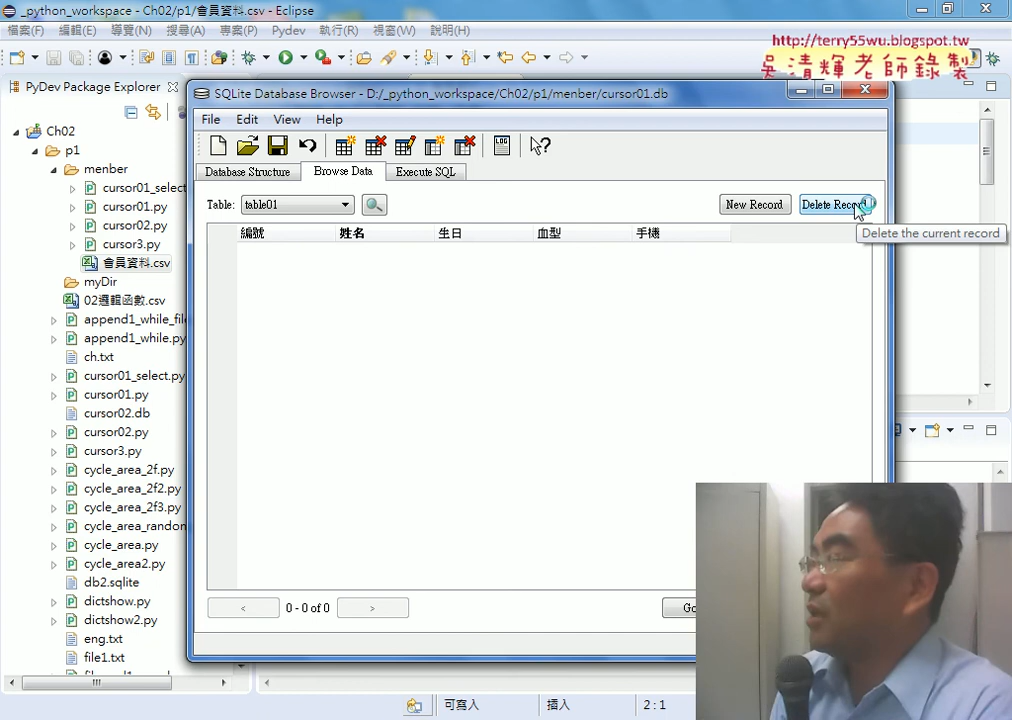 _python_workspace - Ch02/p1/會員資料.csv - Eclipse
檔案(F) 編輯(E) 導覽(N) 搜尋(A) 專案(P) Pydev 執行(R) 視窗(W) 說明(H)
http://terry55wu.blogspot.tw
吳清輝老師錄製
PyDev Package Explorer
Ch02
p1
menber
cursor01_select
cursor01.py
cursor02.py
cursor3.py
會員資料.csv
myDir
02邏輯函數.csv
append1_while_fil
append1_while.py
ch.txt
cursor01_select.py
cursor01.py
cursor02.db
cursor02.py
cursor3.py
cycle_area_2f.py
cycle_area_2f2.py
cycle_area_2f3.py
cycle_area_random
cycle_area.py
cycle_area2.py
db2.sqlite
dictshow.py
dictshow2.py
eng.txt
file1.txt
SQLite Database Browser - D:/_python_workspace/Ch02/p1/menber/cursor01.db
File Edit View Help
LOG
Database Structure Browse Data Execute SQL
Table: table01 New Record Delete Record
Delete the current record
編號 姓名 生日 血型 手機
< 0 - 0 of 0 > Go
可寫入 插入 2:1